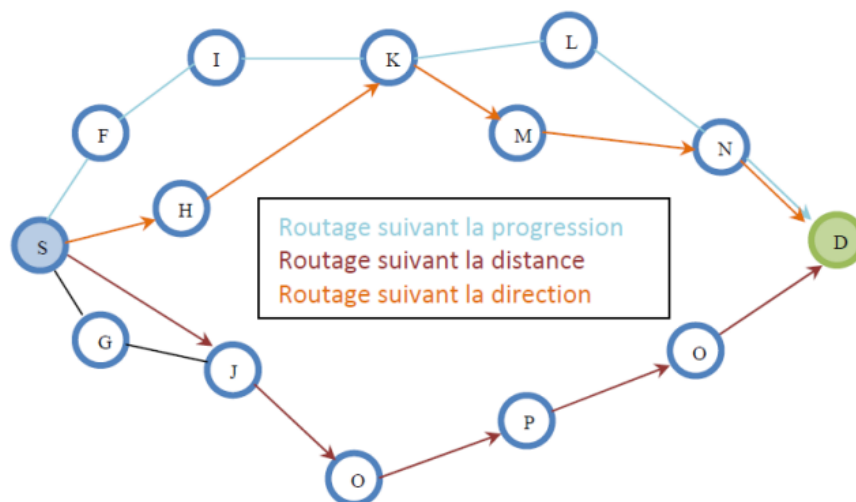 I
K
L
F
M
N
H
S
D
Routage suivant la progression
Routage suivant la distance
Routage suivant la direction
G
J
O
P
O